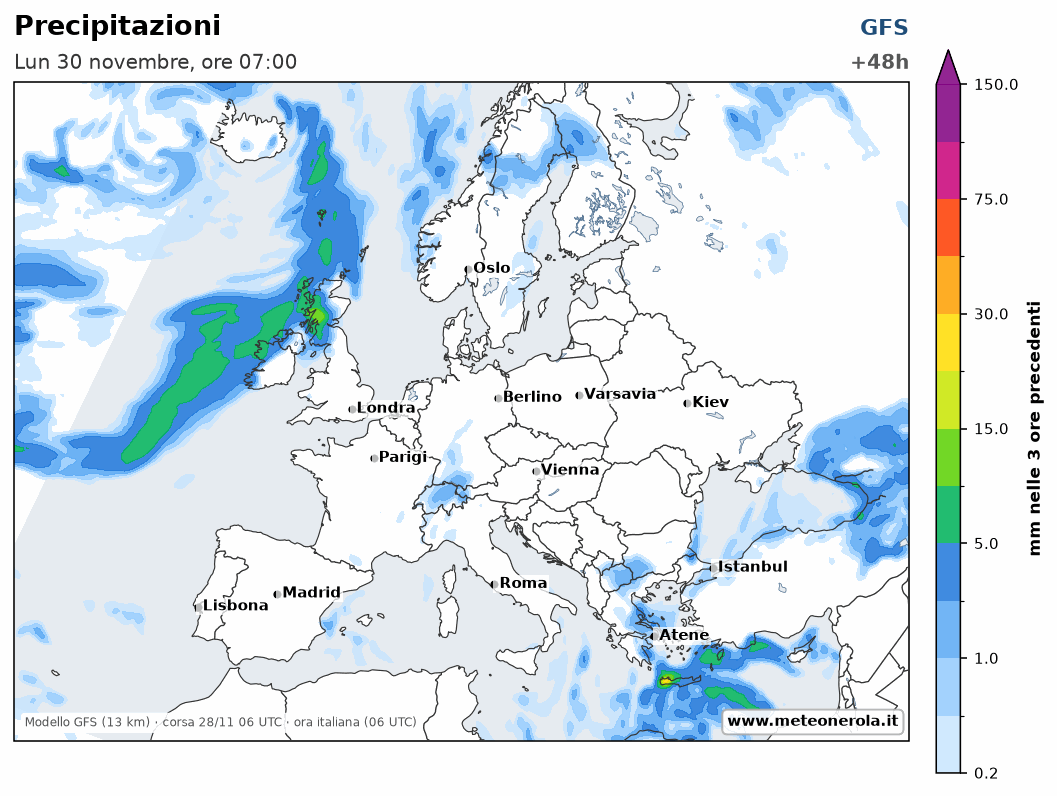 Precipitazioni
GFS
Lun 30 novembre, ore 07:00
+48h
150.0
75.0
30.0
15.0
5.0
1.0
0.2
mm nelle 3 ore precedenti
Oslo
Berlino
Varsavia
Kiev
Londra
Parigi
Vienna
Istanbul
Roma
Madrid
Lisbona
Atene
Modello GFS (13 km) · corsa 28/11 06 UTC · ora italiana (06 UTC)
www.meteonerola.it